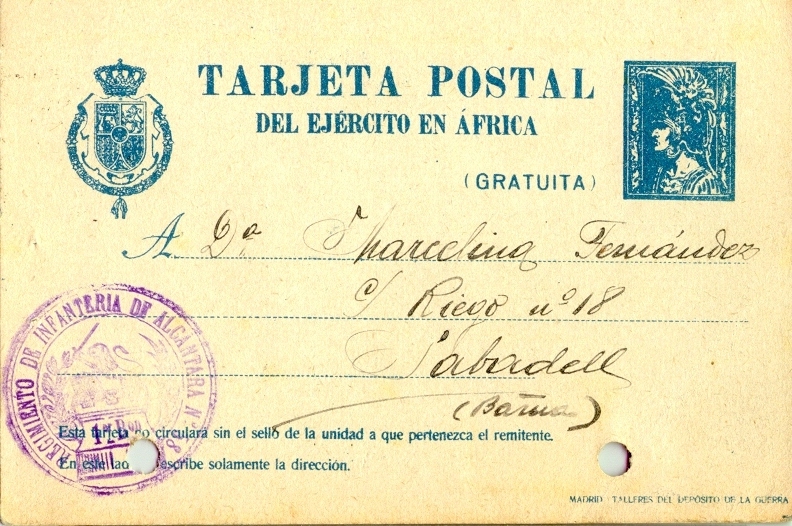 TARJETA POSTAL
DEL EJÉRCITO EN ÁFRICA
(GRATUITA)
A Dª Marcelina Fernández
c/ Riego nº 18
Sabadell
(Barna)
REGIMIENTO DE INFANTERIA DE ALCANTARA N
Esta tarjeta no circulará sin el sello de la unidad a que pertenezca el remitente.
En este lado escribe solamente la dirección.
MADRID: TALLERES DEL DEPÓSITO DE LA GUERRA